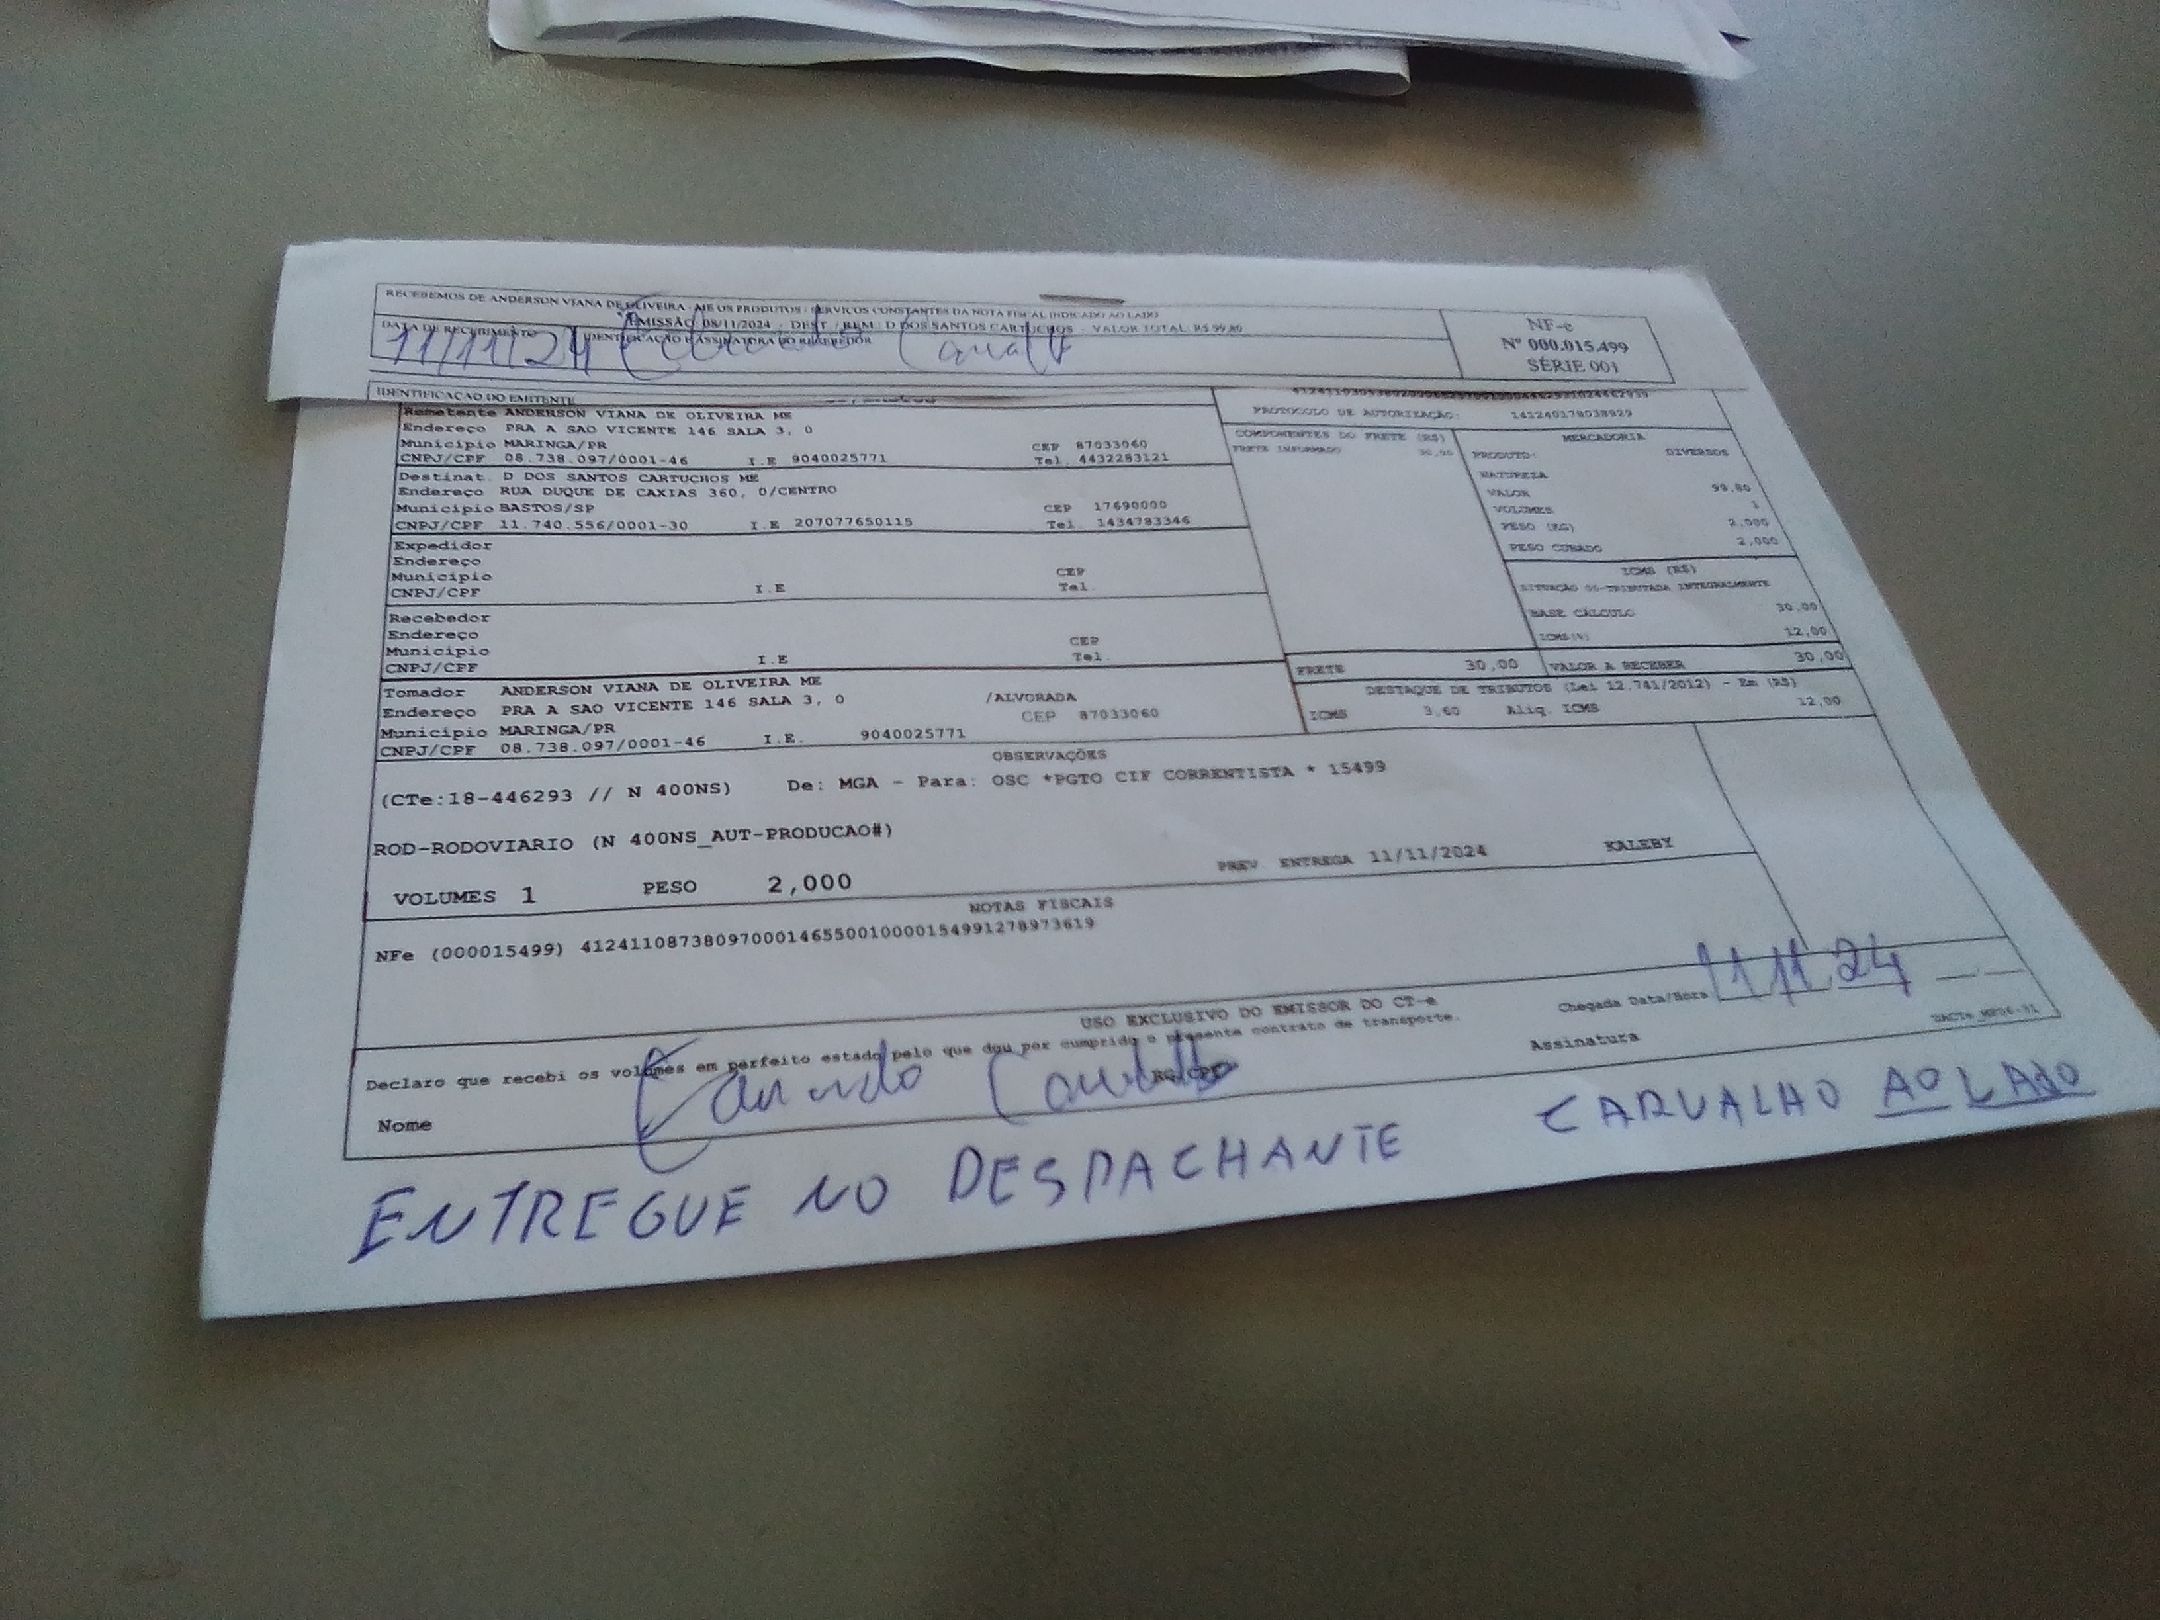 RECEBEMOS DE ANDERSON VIANA DE OLIVEIRA - ME OS PRODUTOS / SERVIÇOS CONSTANTES DA NOTA FISCAL INDICADO AO LADO
EMISSÃO: 08/11/2024 - DEST. / REM.: D DOS SANTOS CARTUCHOS - VALOR TOTAL: R$ 99,80
DATA DE RECEBIMENTO IDENTIFICAÇÃO E ASSINATURA DO RECEBEDOR
11/11/24
NF-e
Nº 000.015.499
SÉRIE 001
IDENTIFICAÇÃO DO EMITENTE
Remetente ANDERSON VIANA DE OLIVEIRA ME
Endereço PRA A SAO VICENTE 146 SALA 3, 0
Municipio MARINGA/PR CEP 87033060
CNPJ/CPF 08.738.097/0001-46 I.E 9040025771 Tel. 4432283121
Destinat. D DOS SANTOS CARTUCHOS ME
Endereço RUA DUQUE DE CAXIAS 360, 0/CENTRO
Municipio BASTOS/SP CEP 17690000
CNPJ/CPF 11.740.556/0001-30 I.E 207077650115 Tel. 1434783346
Expedidor
Endereço
Municipio CEP
CNPJ/CPF I.E Tel.
Recebedor
Endereço
Municipio CEP
CNPJ/CPF I.E Tel.
Tomador ANDERSON VIANA DE OLIVEIRA ME
Endereço PRA A SAO VICENTE 146 SALA 3, 0 /ALVORADA
Municipio MARINGA/PR CEP 87033060
CNPJ/CPF 08.738.097/0001-46 I.E. 9040025771
PROTOCOLO DE AUTORIZAÇÃO: 141240178038929
COMPONENTES DO FRETE (R$)
FRETE INFORMADO 30,00
MERCADORIA
PRODUTO: DIVERSOS
NATUREZA
VALOR 99,80
VOLUMES 1
PESO (KG) 2,000
PESO CUBADO 2,000
ICMS (R$)
SITUAÇÃO 00-TRIBUTADA INTEGRALMENTE
BASE CÁLCULO 30,00
ICMS(%) 12,00
FRETE 30,00 VALOR A RECEBER 30,00
DESTAQUE DE TRIBUTOS (Lei 12.741/2012) - Em (R$)
ICMS 3,60 Aliq. ICMS 12,00
OBSERVAÇÕES
(CTe:18-446293 // N 400NS) De: MGA - Para: OSC *PGTO CIF CORRENTISTA * 15499
ROD-RODOVIARIO (N 400NS_AUT-PRODUCAO#)
VOLUMES 1 PESO 2,000 PREV. ENTREGA 11/11/2024 KALEBY
NOTAS FISCAIS
NFe (000015499) 41241108738097000146550010000154991278973619
USO EXCLUSIVO DO EMISSOR DO CT-e
Declaro que recebi os volumes em perfeito estado pelo que dou por cumprido o presente contrato de transporte.
Chegada Data/Hora 11 11 24
Nome RG/CPF Assinatura
ENTREGUE NO DESPACHANTE CARVALHO AO LADO